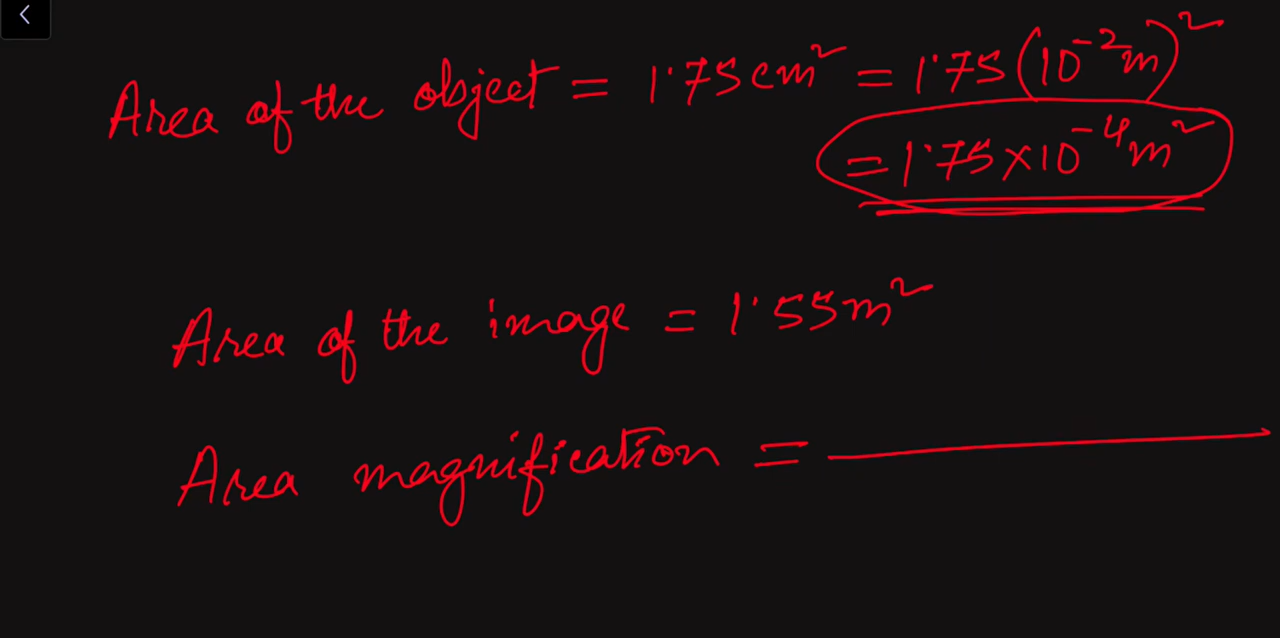 Area of the object = 1.75 cm² = 1.75 (10⁻² m)²
= 1.75 × 10⁻⁴ m²
Area of the image = 1.55 m²
Area magnification =